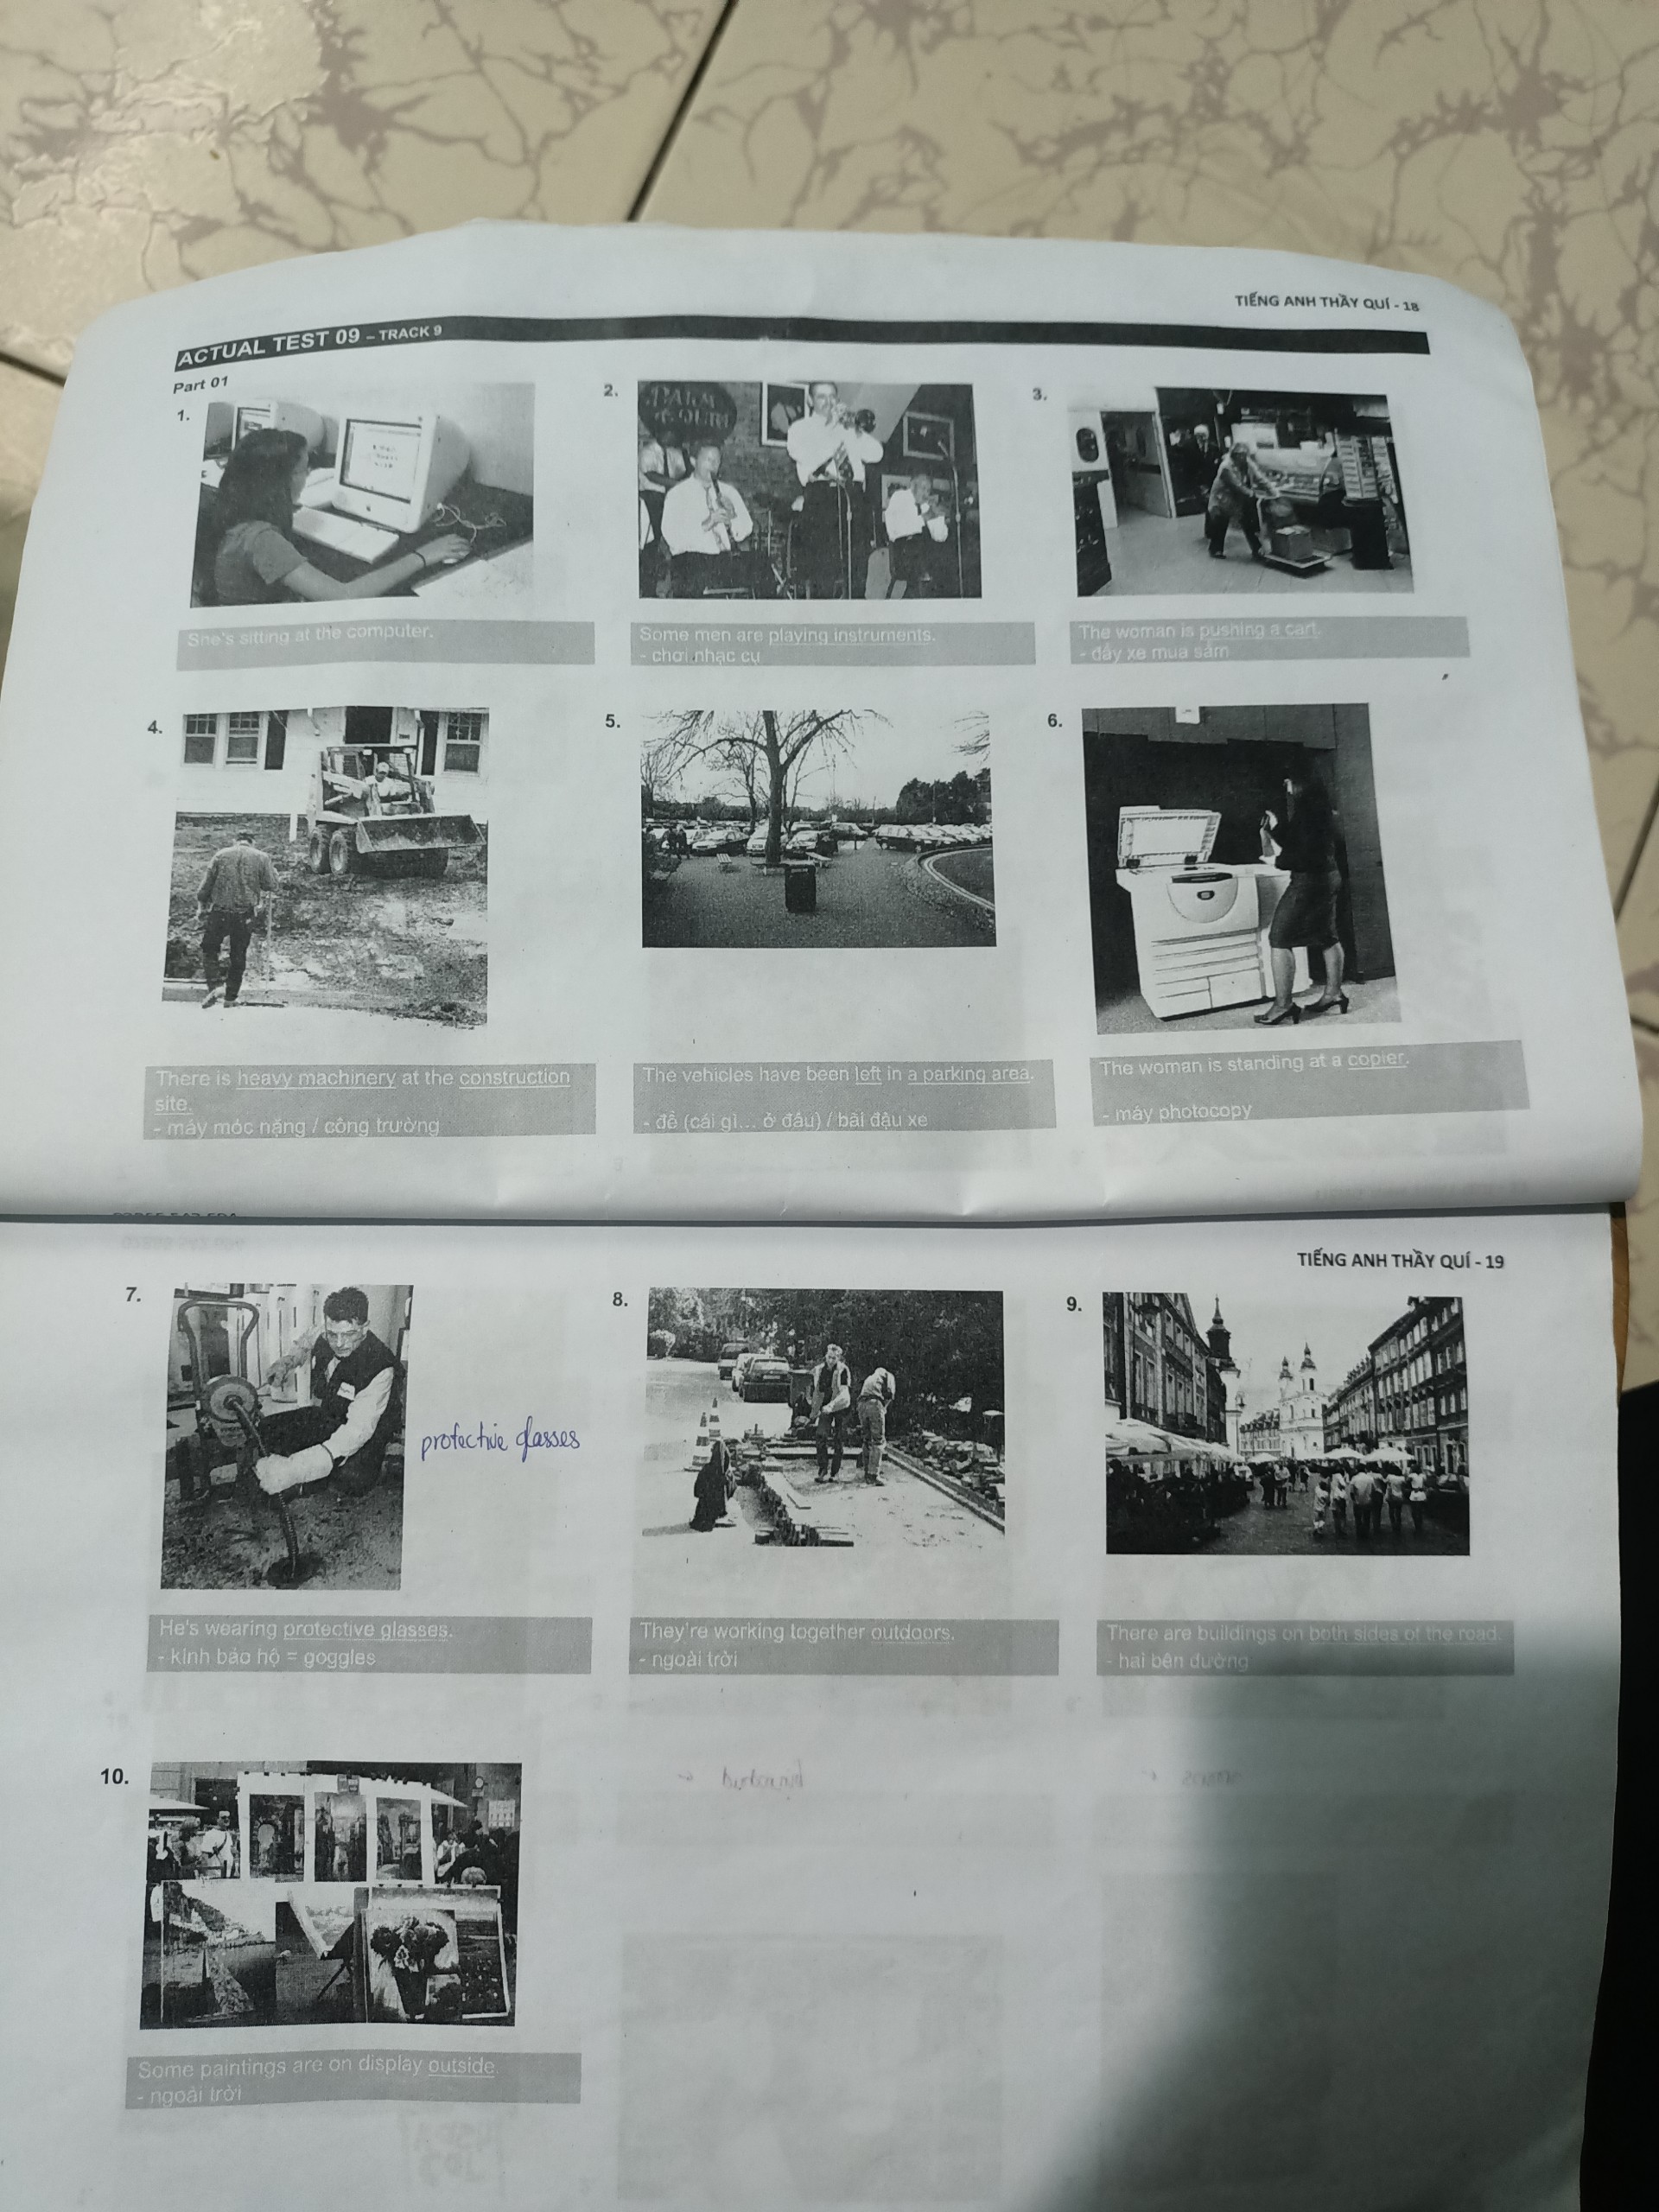 TIẾNG ANH THẦY QUÍ - 18
ACTUAL TEST 09 – TRACK 9
Part 01
1.
2.
3.
She's sitting at the computer.
Some men are playing instruments.
- chơi nhạc cụ
The woman is pushing a cart.
- đẩy xe mua sắm
4.
5.
6.
There is heavy machinery at the construction
site.
- máy móc nặng / công trường
The vehicles have been left in a parking area.
- để (cái gì... ở đâu) / bãi đậu xe
The woman is standing at a copier.
- máy photocopy
TIẾNG ANH THẦY QUÍ - 19
7.
protective glasses
8.
9.
He's wearing protective glasses.
- kính bảo hộ = goggles
They're working together outdoors.
- ngoài trời
There are buildings on both sides of the road.
- hai bên đường
10.
Some paintings are on display outside.
- ngoài trời